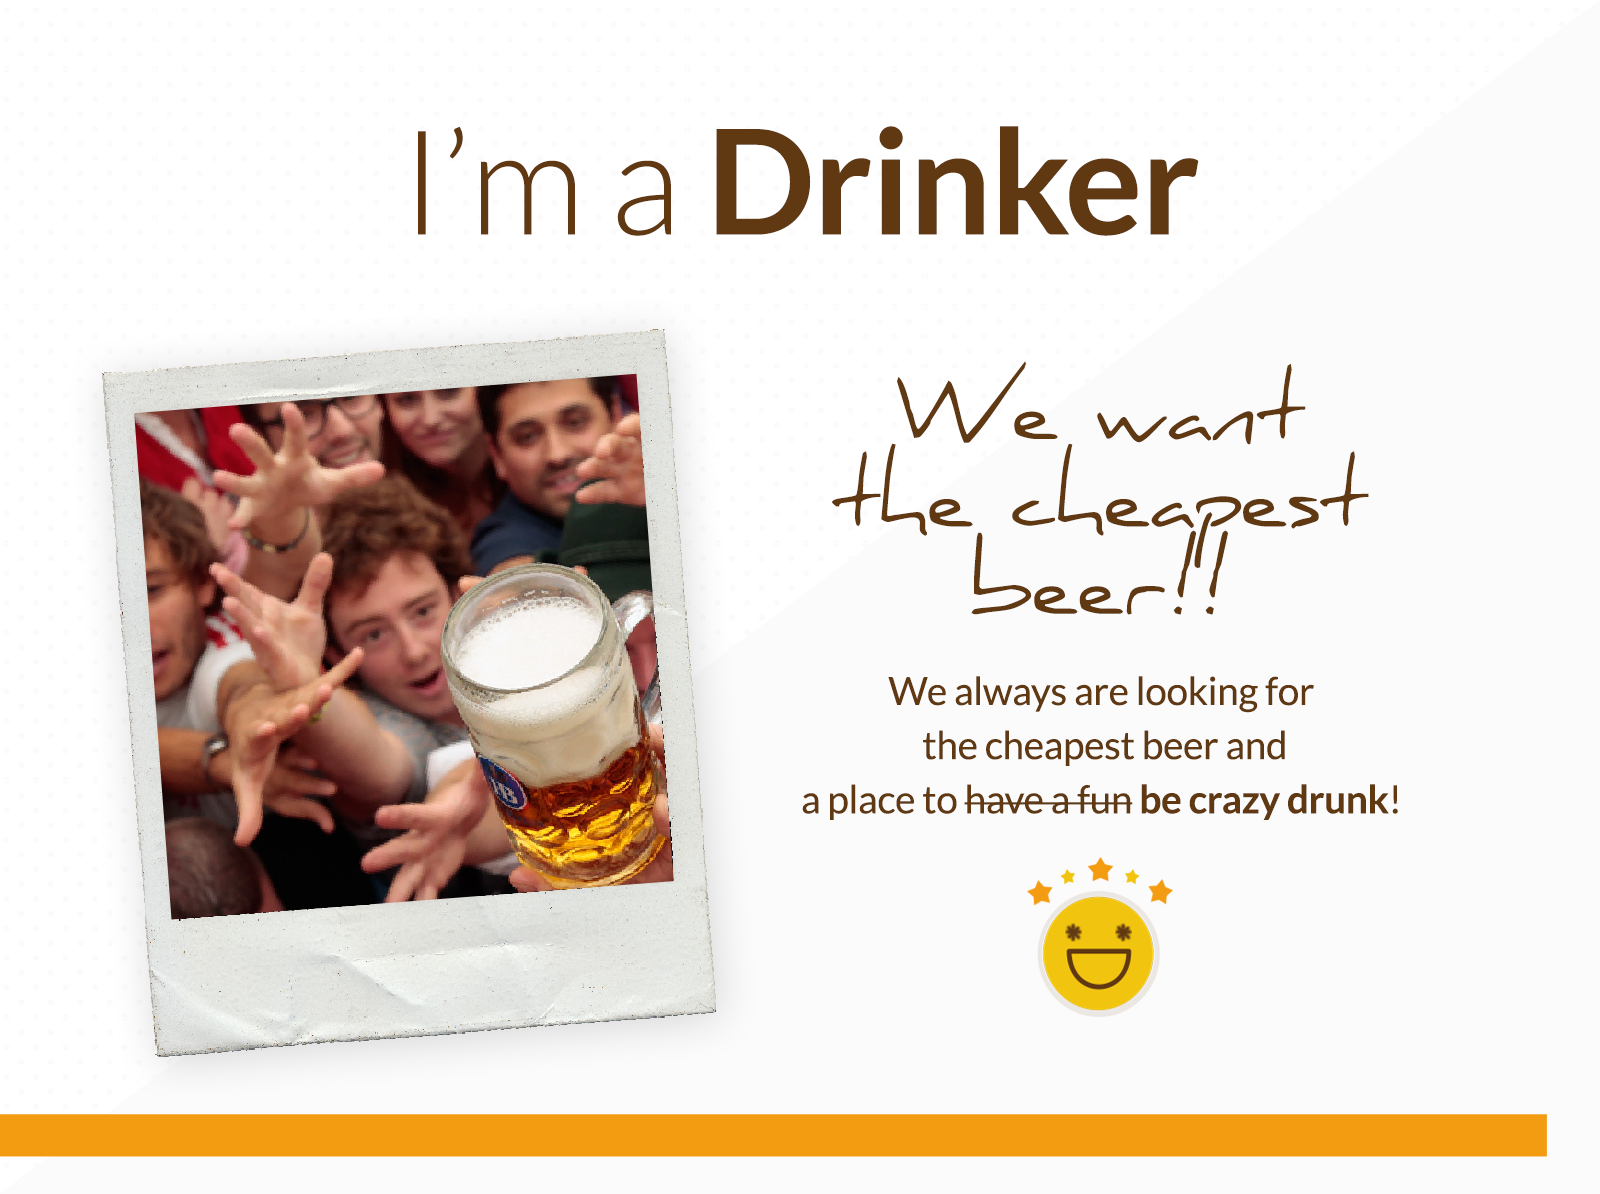 I’m a Drinker
We want
the cheapest
beer!!
We always are looking for
the cheapest beer and
a place to have a fun be crazy drunk!
HB